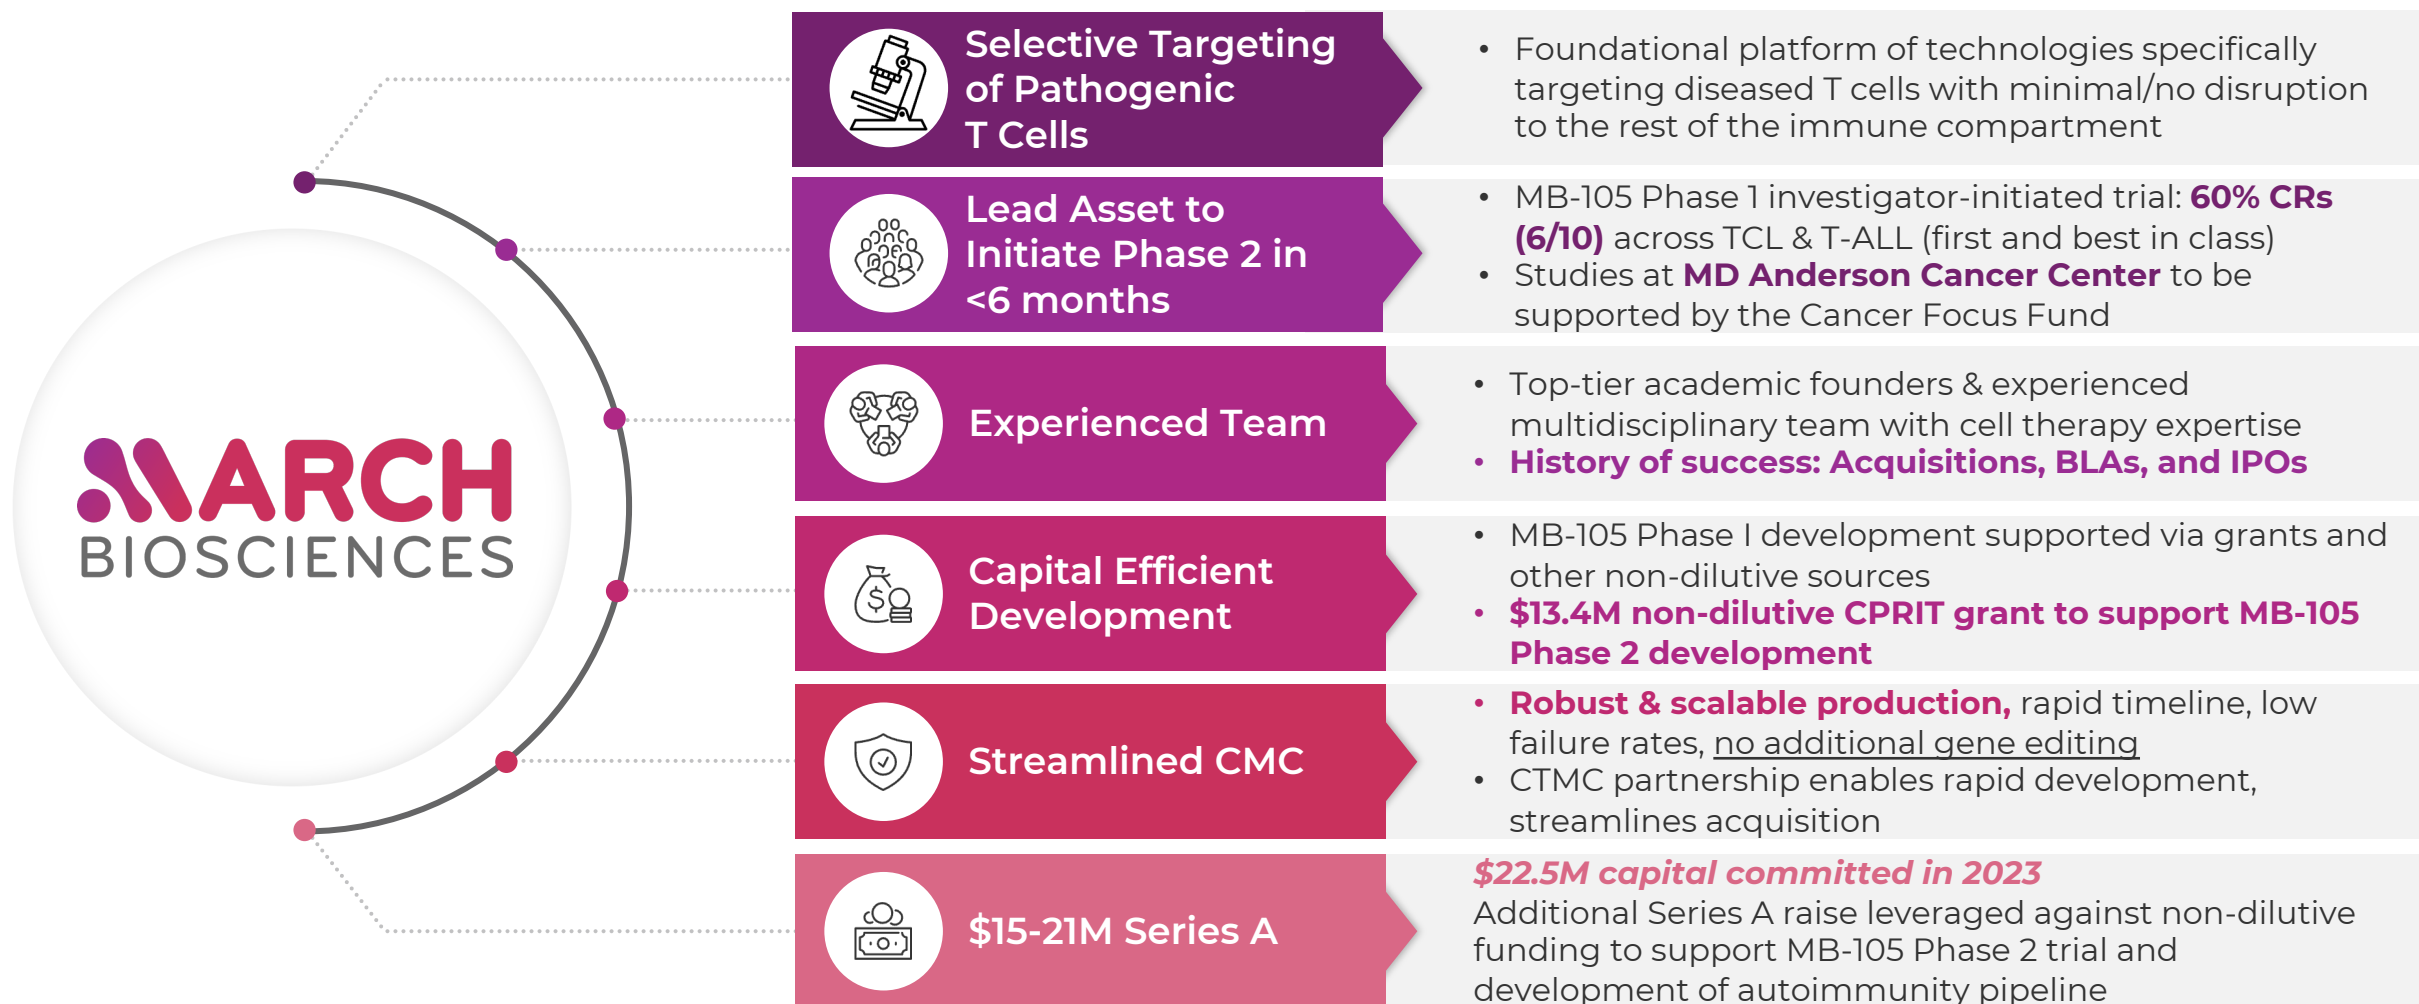 MARCH
BIOSCIENCES
Selective Targeting
of Pathogenic
T Cells
• Foundational platform of technologies specifically
targeting diseased T cells with minimal/no disruption
to the rest of the immune compartment
Lead Asset to
Initiate Phase 2 in
<6 months
• MB-105 Phase 1 investigator-initiated trial: 60% CRs
(6/10) across TCL & T-ALL (first and best in class)
• Studies at MD Anderson Cancer Center to be
supported by the Cancer Focus Fund
Experienced Team
• Top-tier academic founders & experienced
multidisciplinary team with cell therapy expertise
• History of success: Acquisitions, BLAs, and IPOs
Capital Efficient
Development
• MB-105 Phase I development supported via grants and
other non-dilutive sources
• $13.4M non-dilutive CPRIT grant to support MB-105
Phase 2 development
Streamlined CMC
• Robust & scalable production, rapid timeline, low
failure rates, no additional gene editing
• CTMC partnership enables rapid development,
streamlines acquisition
$15-21M Series A
$22.5M capital committed in 2023
Additional Series A raise leveraged against non-dilutive
funding to support MB-105 Phase 2 trial and
development of autoimmunity pipeline